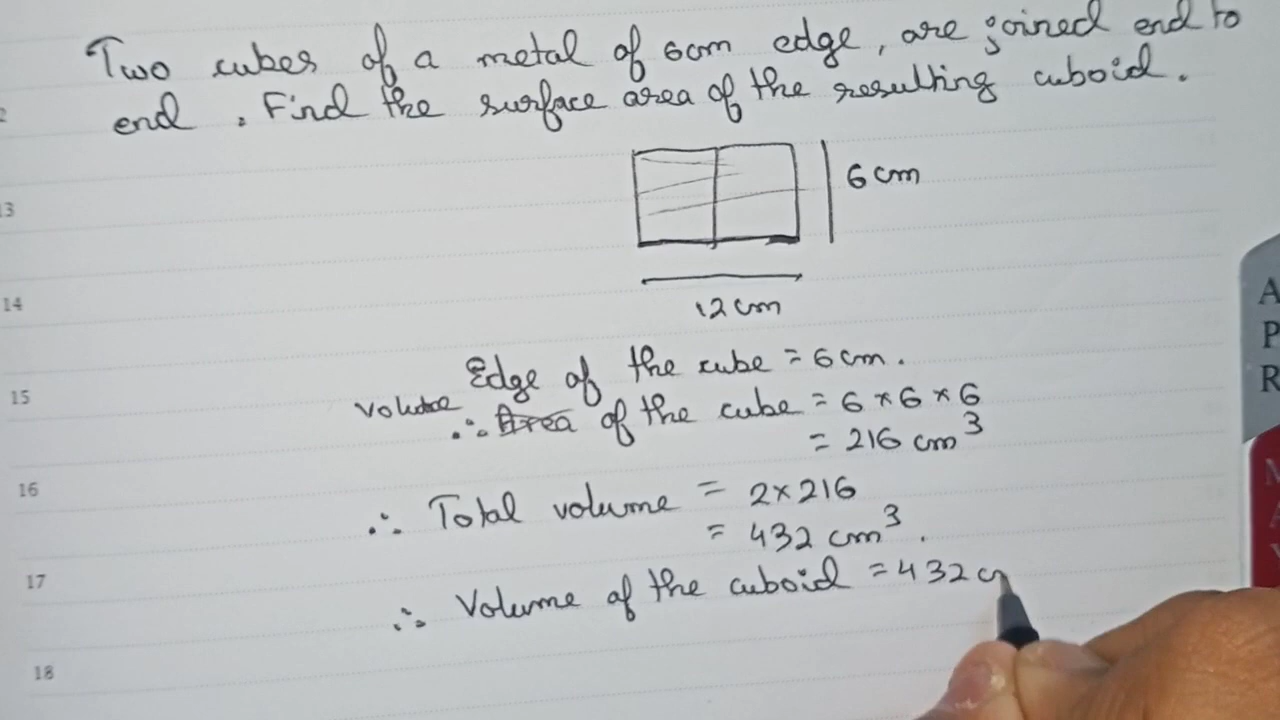 Two cubes of a metal of 6cm edge, are joined end to
end. Find the surface area of the resulting cuboid.
6 cm
12 cm
Edge of the cube = 6 cm.
Volume
∴ Area of the cube = 6 × 6 × 6
= 216 cm³
∴ Total volume = 2 × 216
= 432 cm³.
∴ Volume of the cuboid = 432 c
13
14
15
16
17
18
A
P
R
M